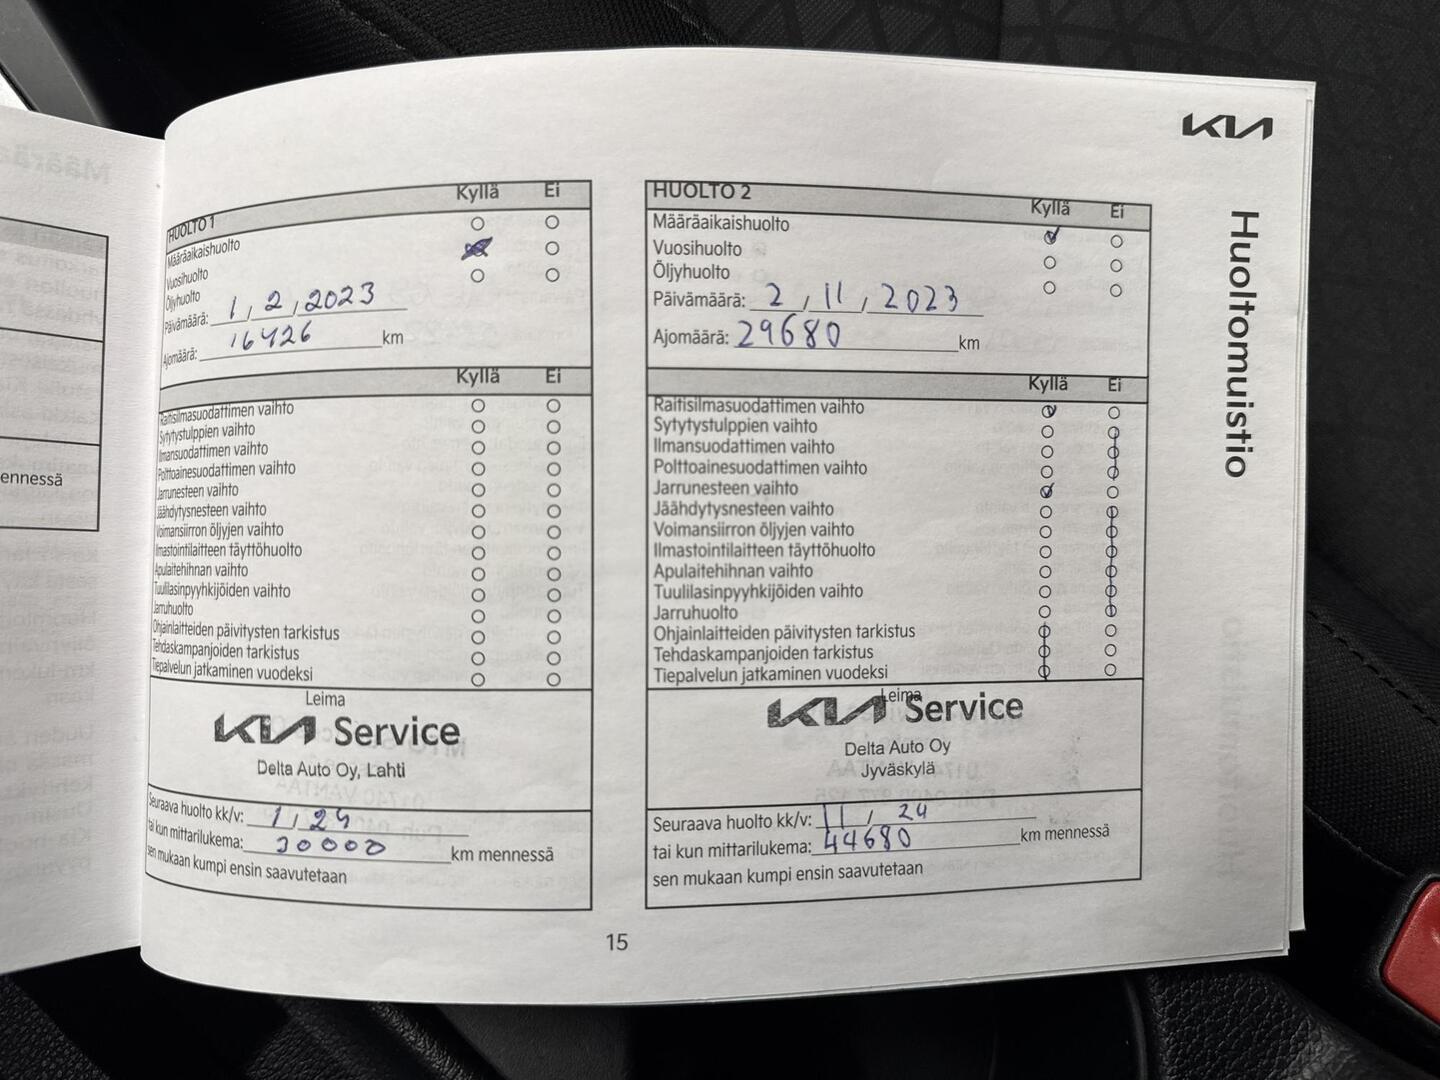 KIA
Huoltomuistio
ennessä
Kyllä Ei
HUOLTO 1
Määräaikaishuolto
Vuosihuolto
Öljyhuolto
Päivämäärä: 1 / 2 / 2023
Ajomäärä: 16426 km
Kyllä Ei
Raitisilmasuodattimen vaihto
Sytytystulppien vaihto
Ilmansuodattimen vaihto
Polttoainesuodattimen vaihto
Jarrunesteen vaihto
Jäähdytysnesteen vaihto
Voimansiirron öljyjen vaihto
Ilmastointilaitteen täyttöhuolto
Apulaitehihnan vaihto
Tuulilasinpyyhkijöiden vaihto
Jarruhuolto
Ohjainlaitteiden päivitysten tarkistus
Tehdaskampanjoiden tarkistus
Tiepalvelun jatkaminen vuodeksi
Leima
KIA Service
Delta Auto Oy, Lahti
Seuraava huolto kk/v: 1 / 24
tai kun mittarilukema: 30000 km mennessä
sen mukaan kumpi ensin saavutetaan
HUOLTO 2
Kyllä Ei
Määräaikaishuolto
Vuosihuolto
Öljyhuolto
Päivämäärä: 2 / 11 / 2023
Ajomäärä: 29680 km
Kyllä Ei
Raitisilmasuodattimen vaihto
Sytytystulppien vaihto
Ilmansuodattimen vaihto
Polttoainesuodattimen vaihto
Jarrunesteen vaihto
Jäähdytysnesteen vaihto
Voimansiirron öljyjen vaihto
Ilmastointilaitteen täyttöhuolto
Apulaitehihnan vaihto
Tuulilasinpyyhkijöiden vaihto
Jarruhuolto
Ohjainlaitteiden päivitysten tarkistus
Tehdaskampanjoiden tarkistus
Tiepalvelun jatkaminen vuodeksi
Leima
KIA Service
Delta Auto Oy
Jyväskylä
Seuraava huolto kk/v: 11 / 24
tai kun mittarilukema: 44680 km mennessä
sen mukaan kumpi ensin saavutetaan
15